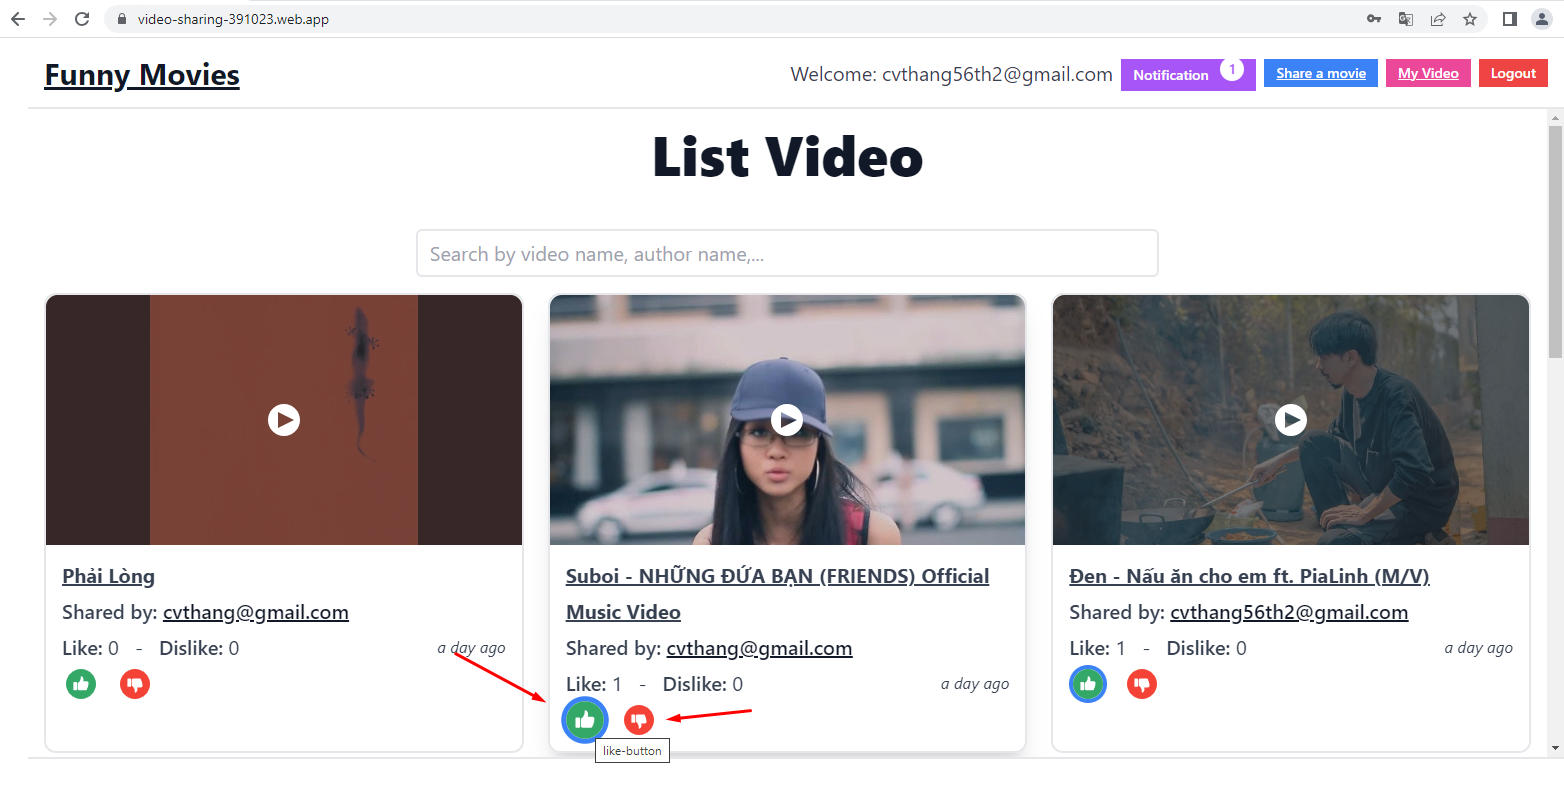 video-sharing-391023.web.app
Funny Movies
Welcome: cvthang56th2@gmail.com
Notification 1
Share a movie
My Video
Logout
List Video
Search by video name, author name,...
Phải Lòng
Shared by: cvthang@gmail.com
Like: 0 - Dislike: 0
a day ago
Suboi - NHỮNG ĐỨA BẠN (FRIENDS) Official
Music Video
Shared by: cvthang@gmail.com
Like: 1 - Dislike: 0
a day ago
like-button
Đen - Nấu ăn cho em ft. PiaLinh (M/V)
Shared by: cvthang56th2@gmail.com
Like: 1 - Dislike: 0
a day ago